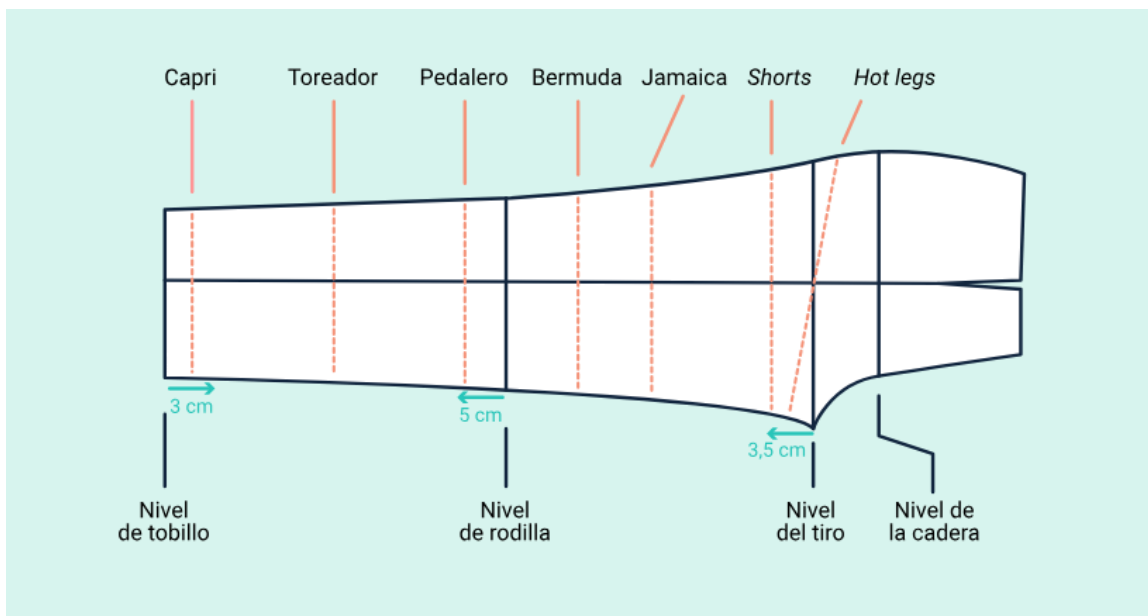 Capri
Toreador
Pedalero
Bermuda
Jamaica
Shorts
Hot legs
3 cm
5 cm
3,5 cm
Nivel
de tobillo
Nivel
de rodilla
Nivel
del tiro
Nivel de
la cadera